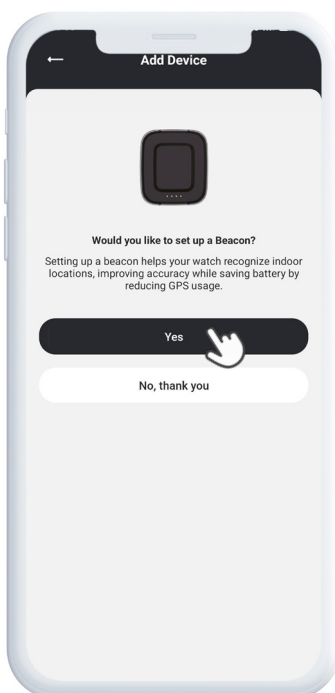 Add Device
Would you like to set up a Beacon?
Setting up a beacon helps your watch recognize indoor
locations, improving accuracy while saving battery by
reducing GPS usage.
Yes
No, thank you